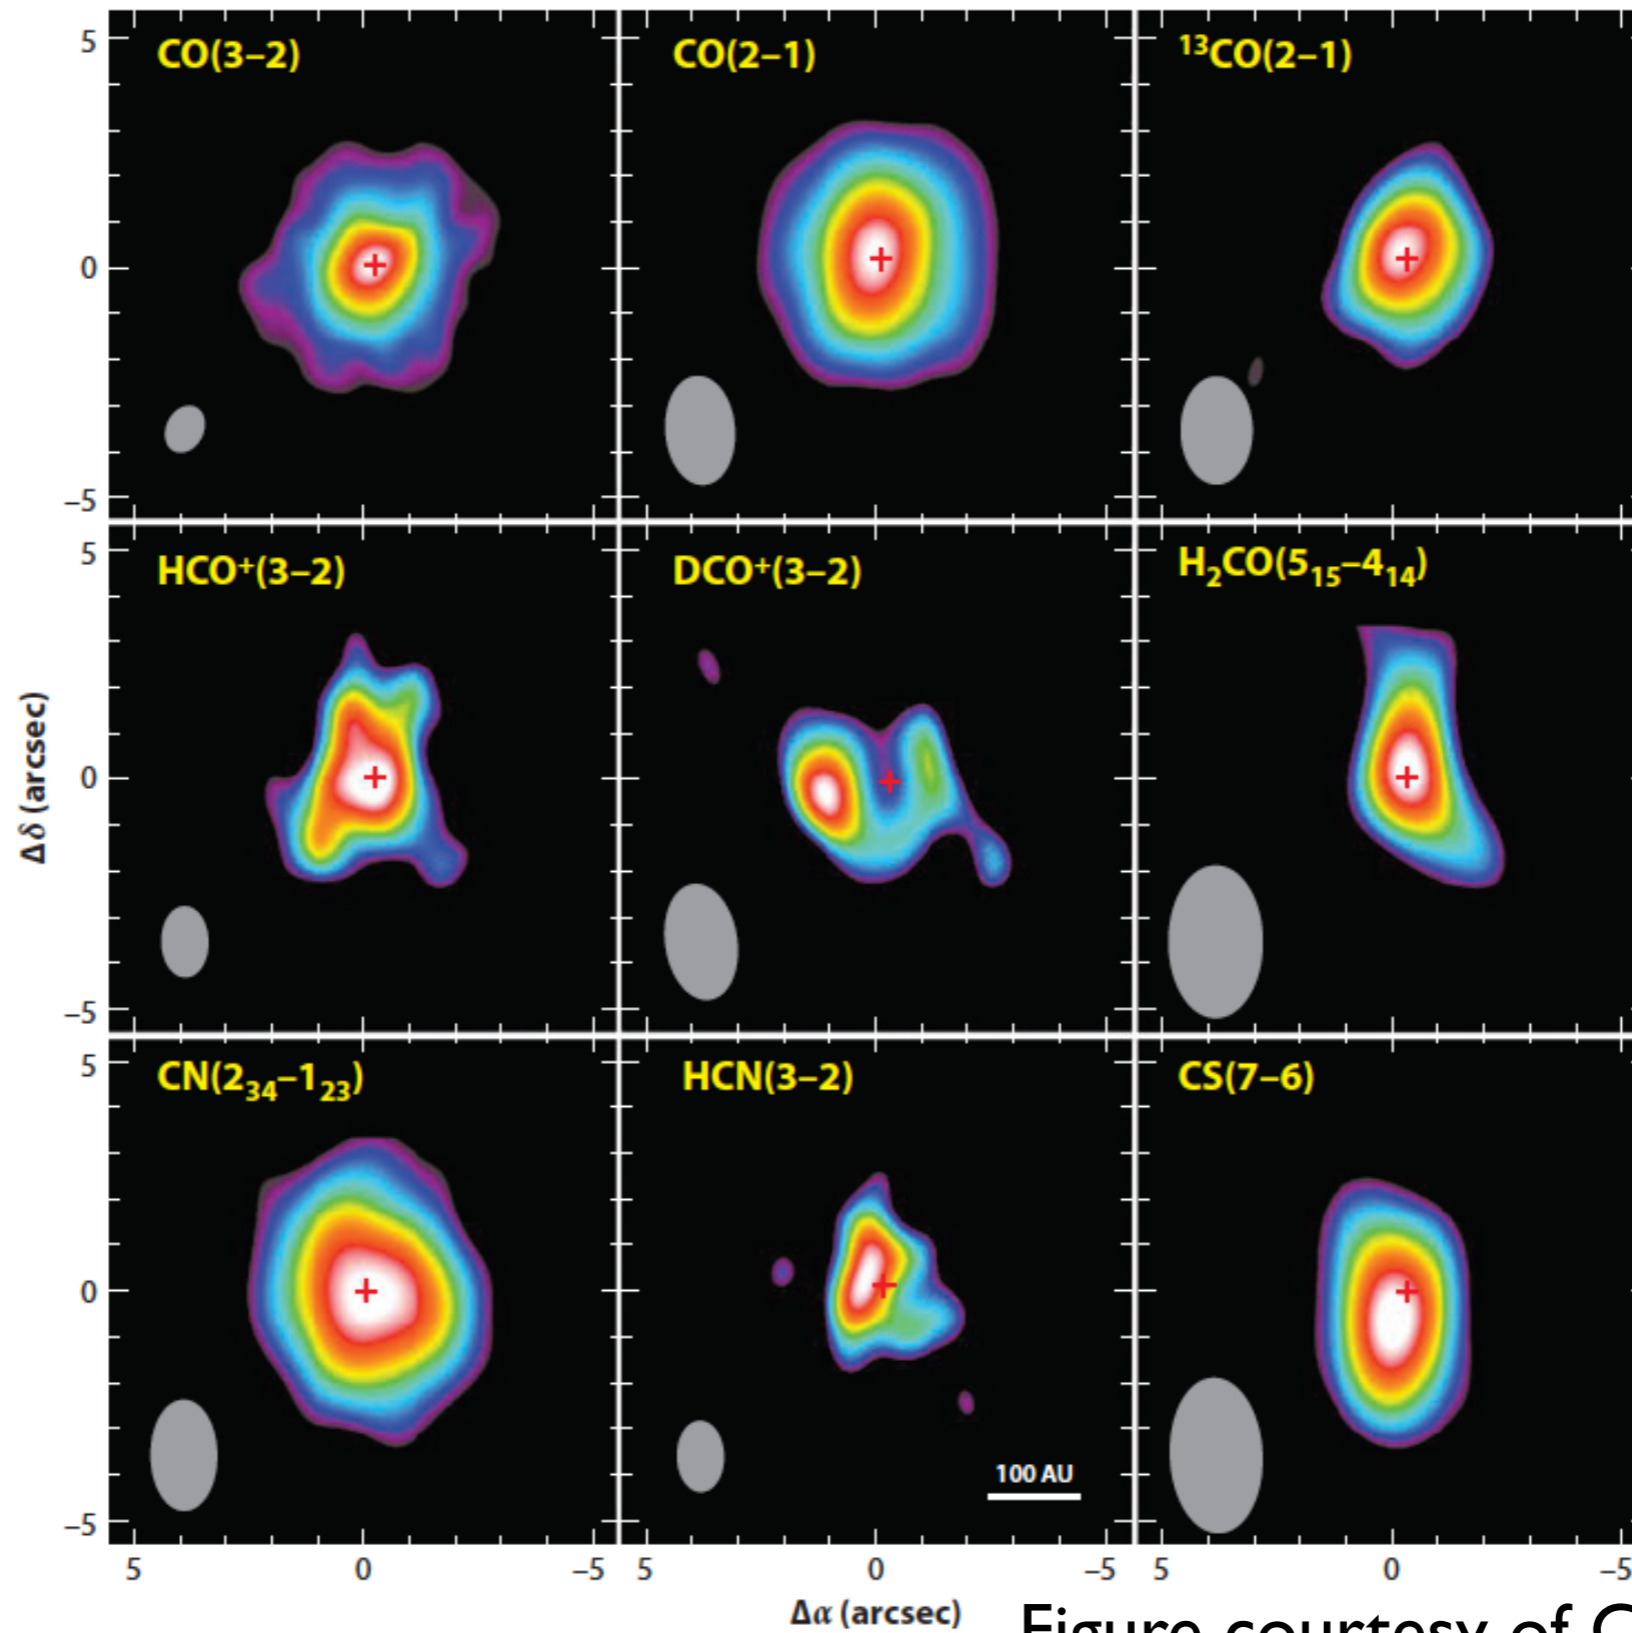 CO(3–2)
CO(2–1)
¹³CO(2–1)
5
0
–5
HCO⁺(3–2)
DCO⁺(3–2)
H₂CO(5₁₅–4₁₄)
5
0
–5
Δδ (arcsec)
CN(2₃₄–1₂₃)
HCN(3–2)
CS(7–6)
5
0
–5
100 AU
5 0 –5 5 0 –5 5 0 –5
Δα (arcsec)
Figure courtesy of